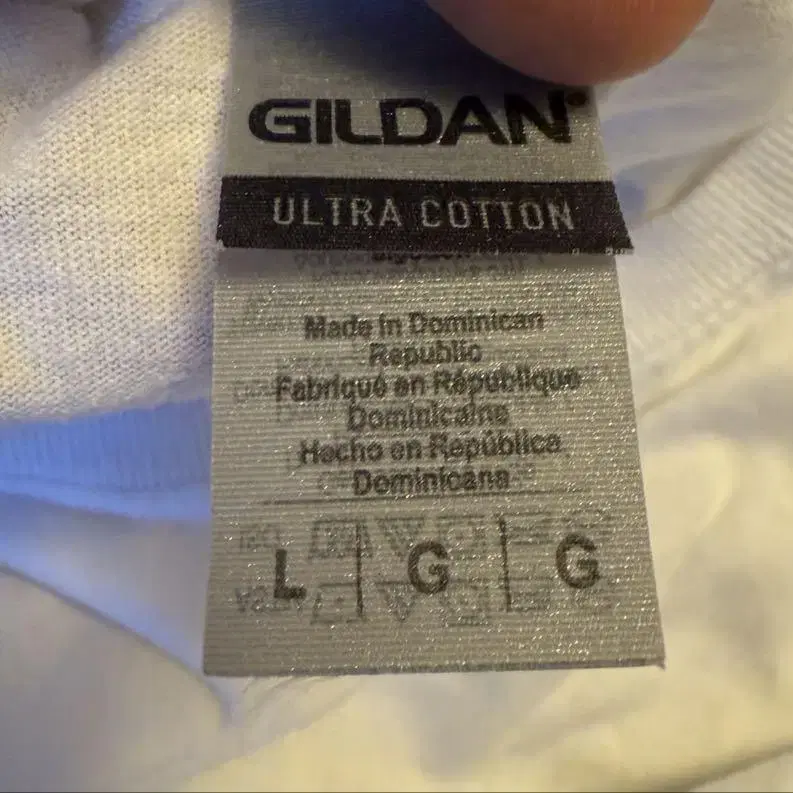 GILDAN®
ULTRA COTTON
Made in Dominican
Republic
Fabriqué en République
Dominicaine
Hecho en República
Dominicana
L G G